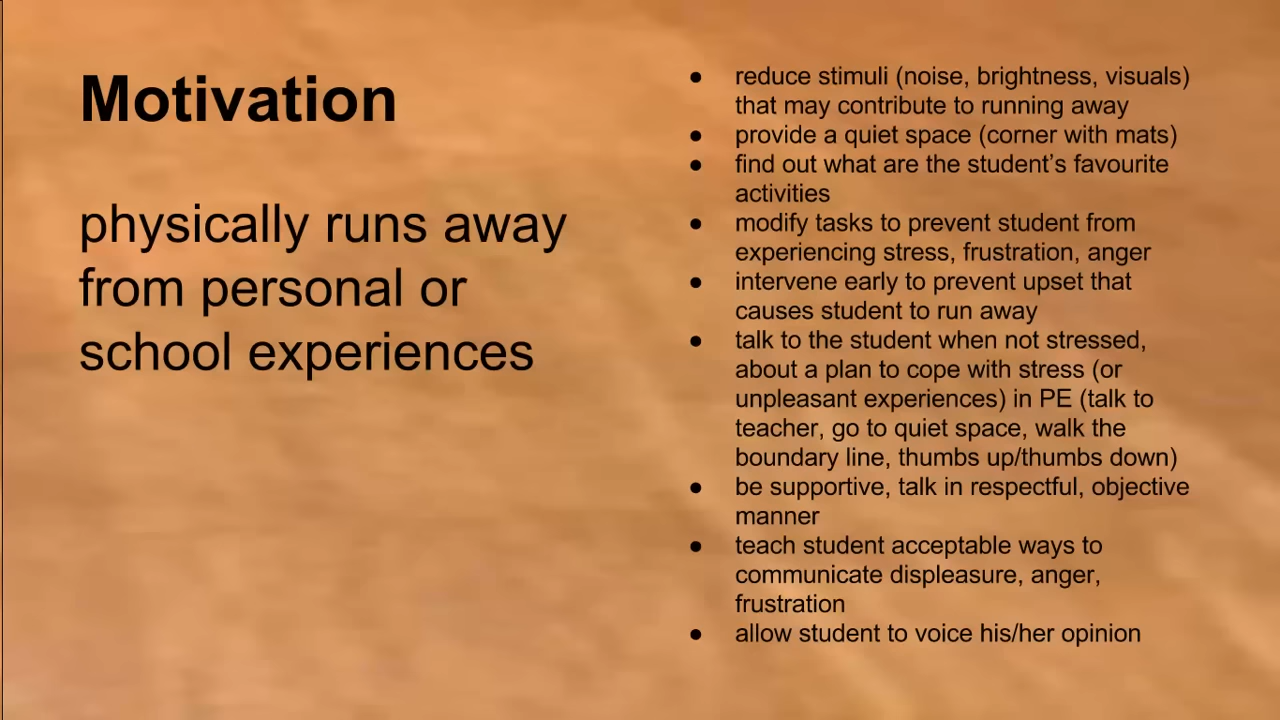 Motivation
physically runs away
from personal or
school experiences
● reduce stimuli (noise, brightness, visuals)
that may contribute to running away
● provide a quiet space (corner with mats)
● find out what are the student’s favourite
activities
● modify tasks to prevent student from
experiencing stress, frustration, anger
● intervene early to prevent upset that
causes student to run away
● talk to the student when not stressed,
about a plan to cope with stress (or
unpleasant experiences) in PE (talk to
teacher, go to quiet space, walk the
boundary line, thumbs up/thumbs down)
● be supportive, talk in respectful, objective
manner
● teach student acceptable ways to
communicate displeasure, anger,
frustration
● allow student to voice his/her opinion